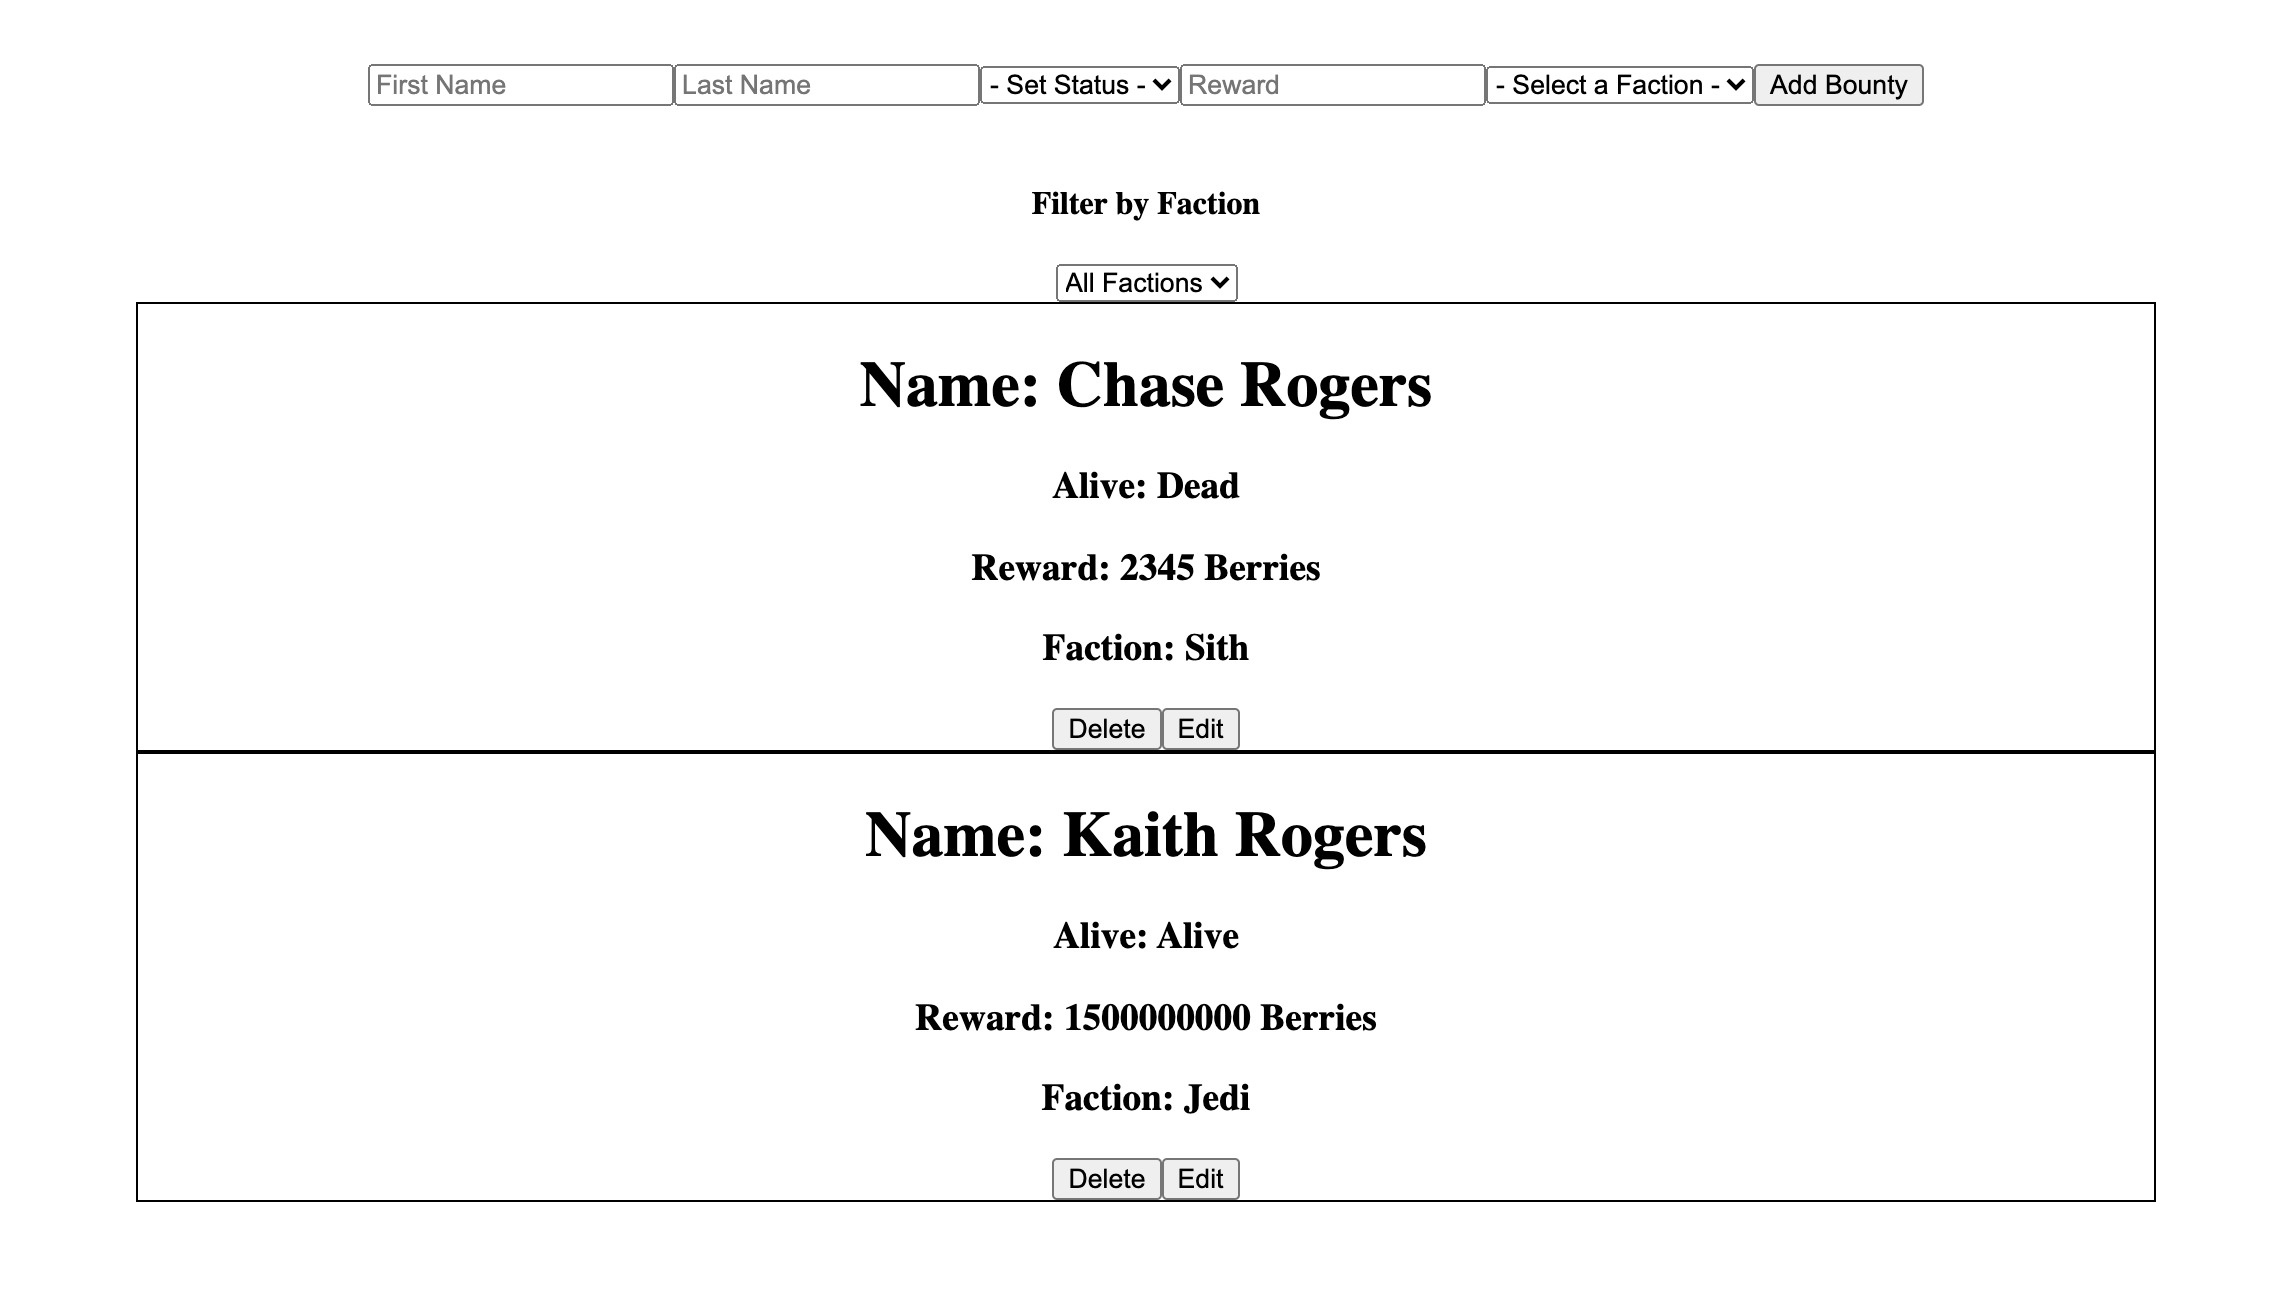 First Name Last Name - Set Status - Reward - Select a Faction - Add Bounty
Filter by Faction
All Factions
Name: Chase Rogers
Alive: Dead
Reward: 2345 Berries
Faction: Sith
Delete Edit
Name: Kaith Rogers
Alive: Alive
Reward: 1500000000 Berries
Faction: Jedi
Delete Edit